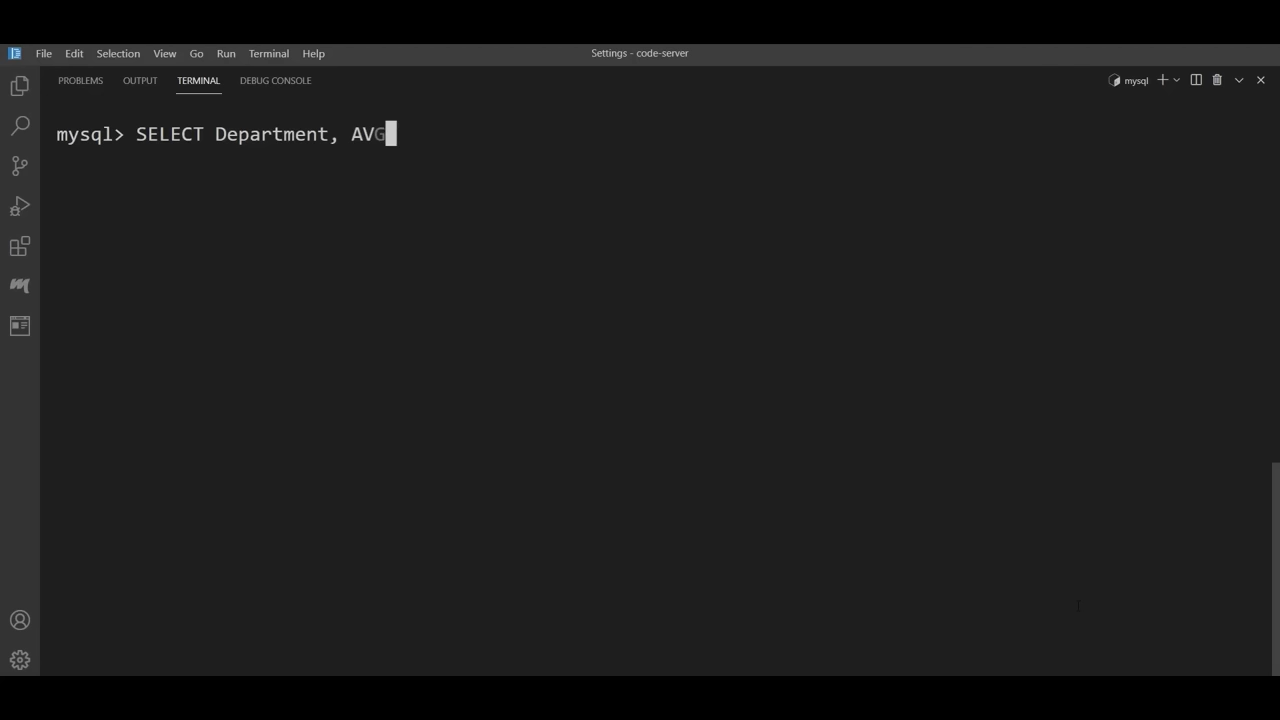 File Edit Selection View Go Run Terminal Help Settings - code-server
PROBLEMS OUTPUT TERMINAL DEBUG CONSOLE mysql
mysql> SELECT Department, AVG